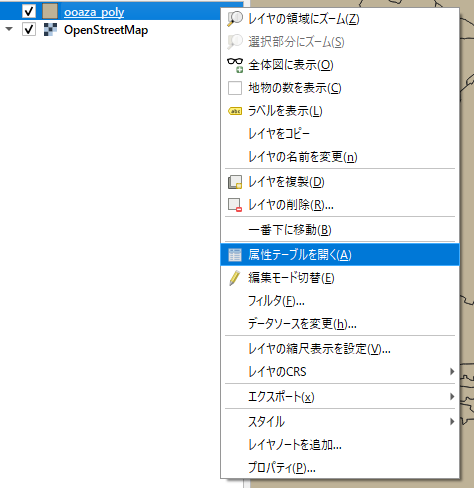 ooaza_poly
OpenStreetMap
レイヤの領域にズーム(Z)
選択部分にズーム(S)
全体図に表示(O)
地物の数を表示(C)
abc ラベルを表示(L)
レイヤをコピー
レイヤの名前を変更(n)
レイヤを複製(D)
レイヤの削除(R)...
一番下に移動(B)
属性テーブルを開く(A)
編集モード切替(E)
フィルタ(F)...
データソースを変更(h)...
レイヤの縮尺表示を設定(V)...
レイヤのCRS
エクスポート(x)
スタイル
レイヤノートを追加...
プロパティ(P)...